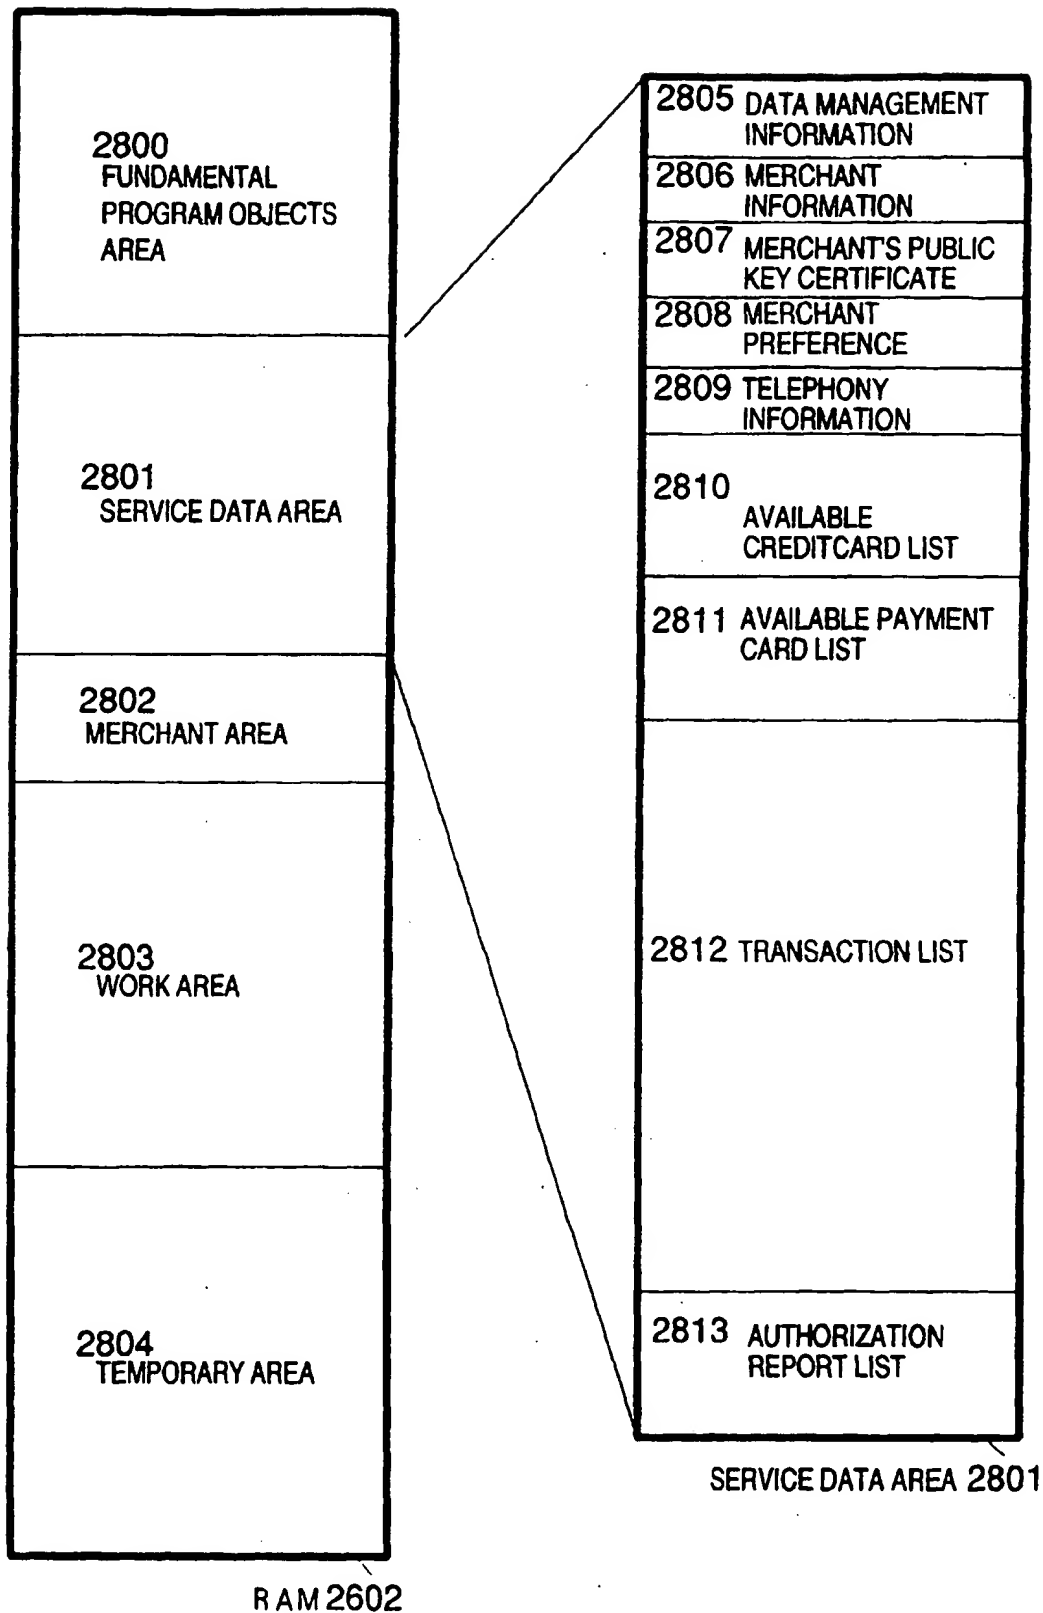 2800
FUNDAMENTAL
PROGRAM OBJECTS
AREA
2801
SERVICE DATA AREA
2802
MERCHANT AREA
2803
WORK AREA
2804
TEMPORARY AREA
RAM 2602
2805 DATA MANAGEMENT
INFORMATION
2806 MERCHANT
INFORMATION
2807 MERCHANT'S PUBLIC
KEY CERTIFICATE
2808 MERCHANT
PREFERENCE
2809 TELEPHONY
INFORMATION
2810
AVAILABLE
CREDITCARD LIST
2811 AVAILABLE PAYMENT
CARD LIST
2812 TRANSACTION LIST
2813 AUTHORIZATION
REPORT LIST
SERVICE DATA AREA 2801